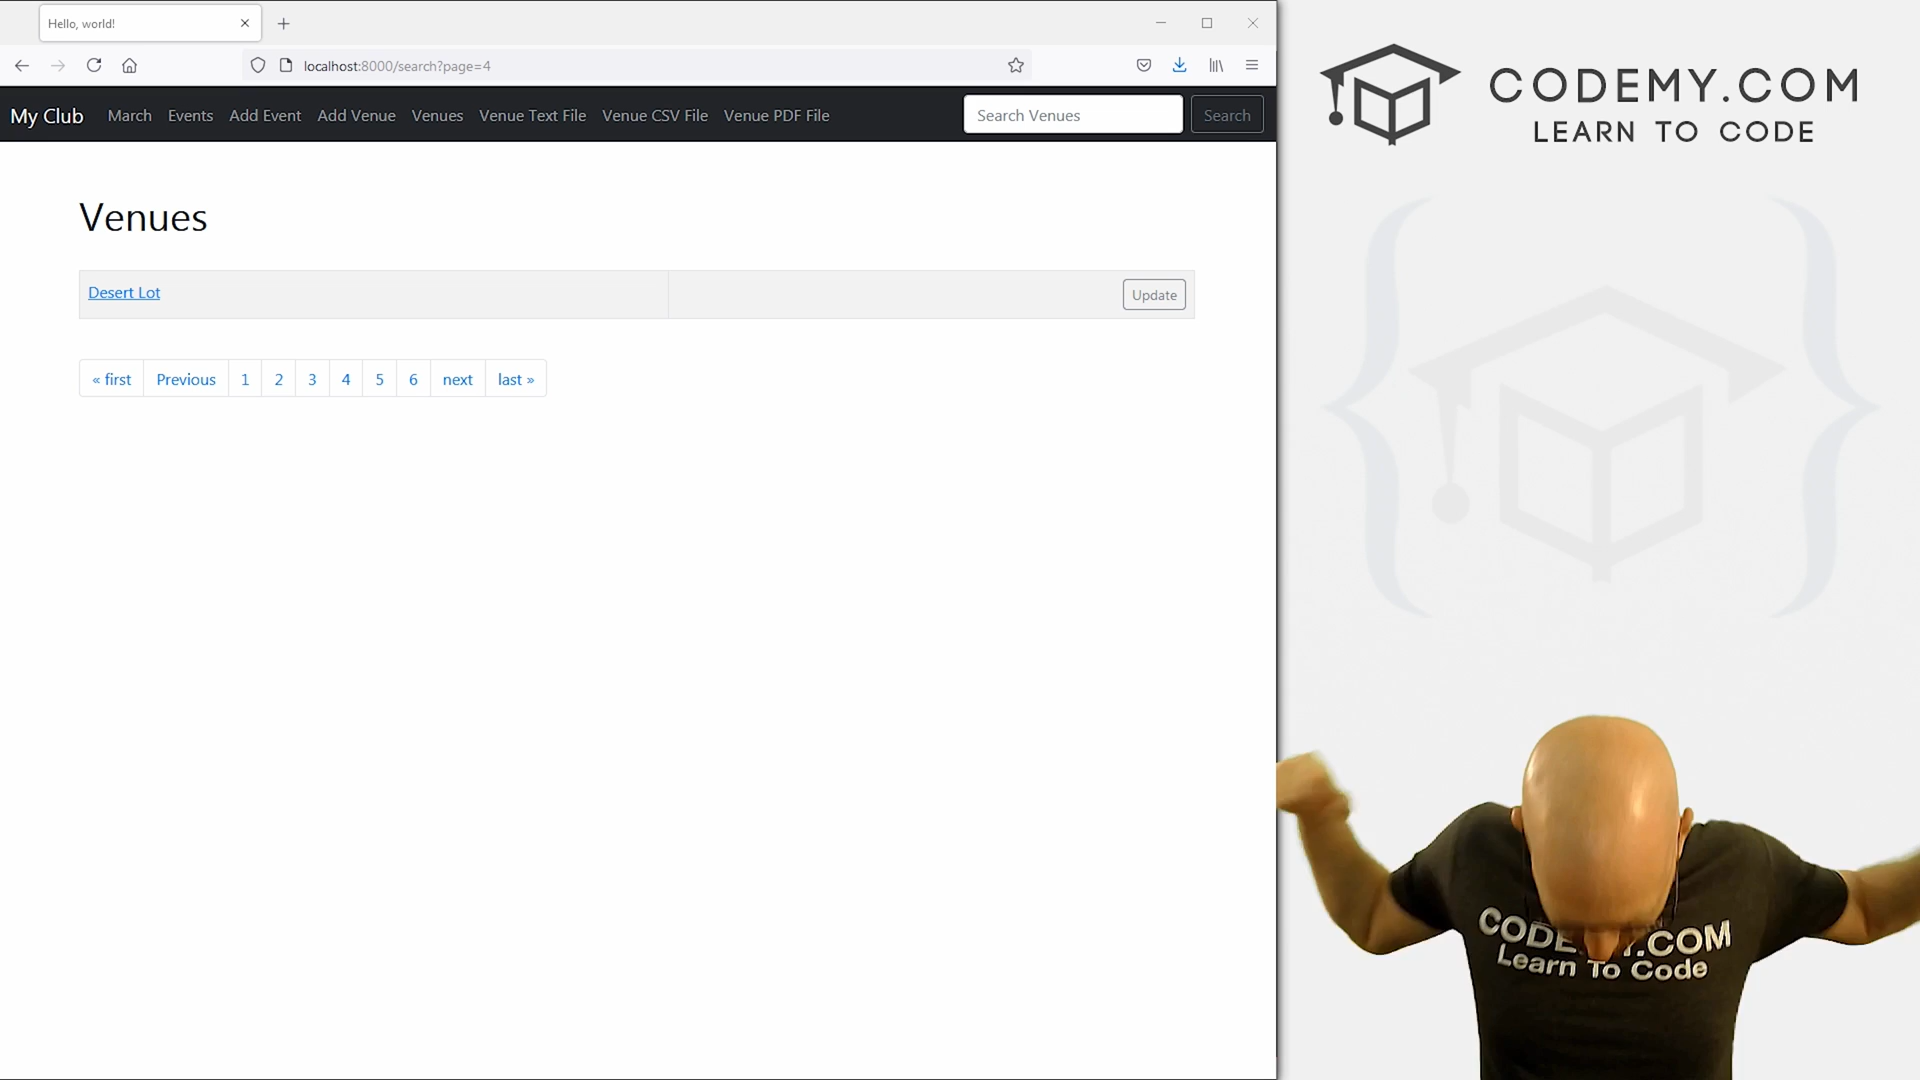 Hello, world!
localhost:8000/search?page=4
My Club March Events Add Event Add Venue Venues Venue Text File Venue CSV File Venue PDF File Search Venues Search
Venues
Desert Lot Update
« first Previous 1 2 3 4 5 6 next last »
CODEMY.COM
LEARN TO CODE
.COM
Learn To Code